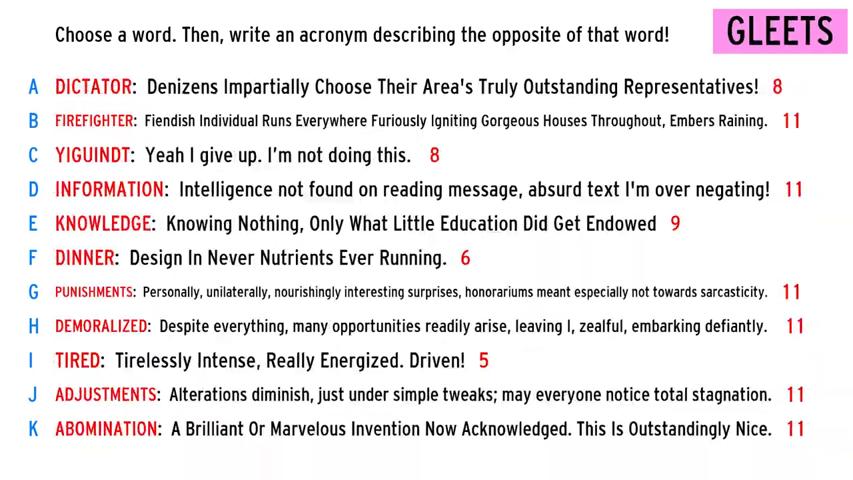 Choose a word. Then, write an acronym describing the opposite of that word!
GLEETS
A DICTATOR: Denizens Impartially Choose Their Area's Truly Outstanding Representatives! 8
B FIREFIGHTER: Fiendish Individual Runs Everywhere Furiously Igniting Gorgeous Houses Throughout, Embers Raining. 11
C YIGUINDT: Yeah I give up. I'm not doing this. 8
D INFORMATION: Intelligence not found on reading message, absurd text I'm over negating! 11
E KNOWLEDGE: Knowing Nothing, Only What Little Education Did Get Endowed 9
F DINNER: Design In Never Nutrients Ever Running. 6
G PUNISHMENTS: Personally, unilaterally, nourishingly interesting surprises, honorariums meant especially not towards sarcasticity. 11
H DEMORALIZED: Despite everything, many opportunities readily arise, leaving I, zealful, embarking defiantly. 11
I TIRED: Tirelessly Intense, Really Energized. Driven! 5
J ADJUSTMENTS: Alterations diminish, just under simple tweaks; may everyone notice total stagnation. 11
K ABOMINATION: A Brilliant Or Marvelous Invention Now Acknowledged. This Is Outstandingly Nice. 11